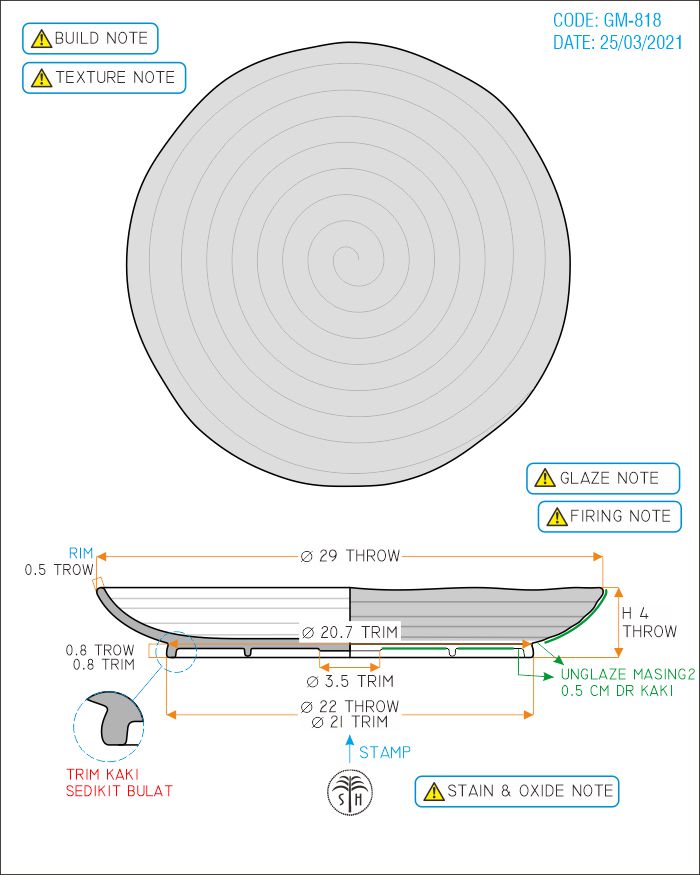 CODE: GM-818
DATE: 25/03/2021
BUILD NOTE
TEXTURE NOTE
GLAZE NOTE
FIRING NOTE
RIM
0.5 TROW
Ø 29 THROW
H 4
THROW
Ø 20.7 TRIM
0.8 TROW
0.8 TRIM
Ø 3.5 TRIM
UNGLAZE MASING2
0.5 CM DR KAKI
Ø 22 THROW
Ø 21 TRIM
STAMP
TRIM KAKI
SEDIKIT BULAT
S H
STAIN & OXIDE NOTE